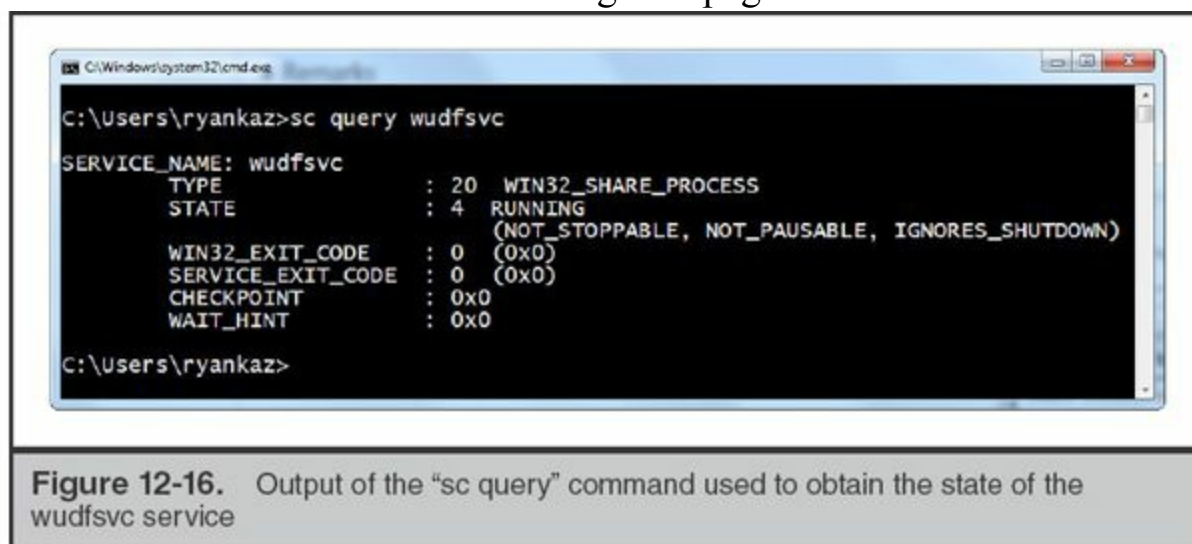 C:\Windows\system32\cmd.exe
C:\Users\ryankaz>sc query wudfsvc
SERVICE_NAME: wudfsvc
TYPE : 20 WIN32_SHARE_PROCESS
STATE : 4 RUNNING
(NOT_STOPPABLE, NOT_PAUSABLE, IGNORES_SHUTDOWN)
WIN32_EXIT_CODE : 0 (0x0)
SERVICE_EXIT_CODE : 0 (0x0)
CHECKPOINT : 0x0
WAIT_HINT : 0x0
C:\Users\ryankaz>
Figure 12-16. Output of the “sc query” command used to obtain the state of the
wudfsvc service